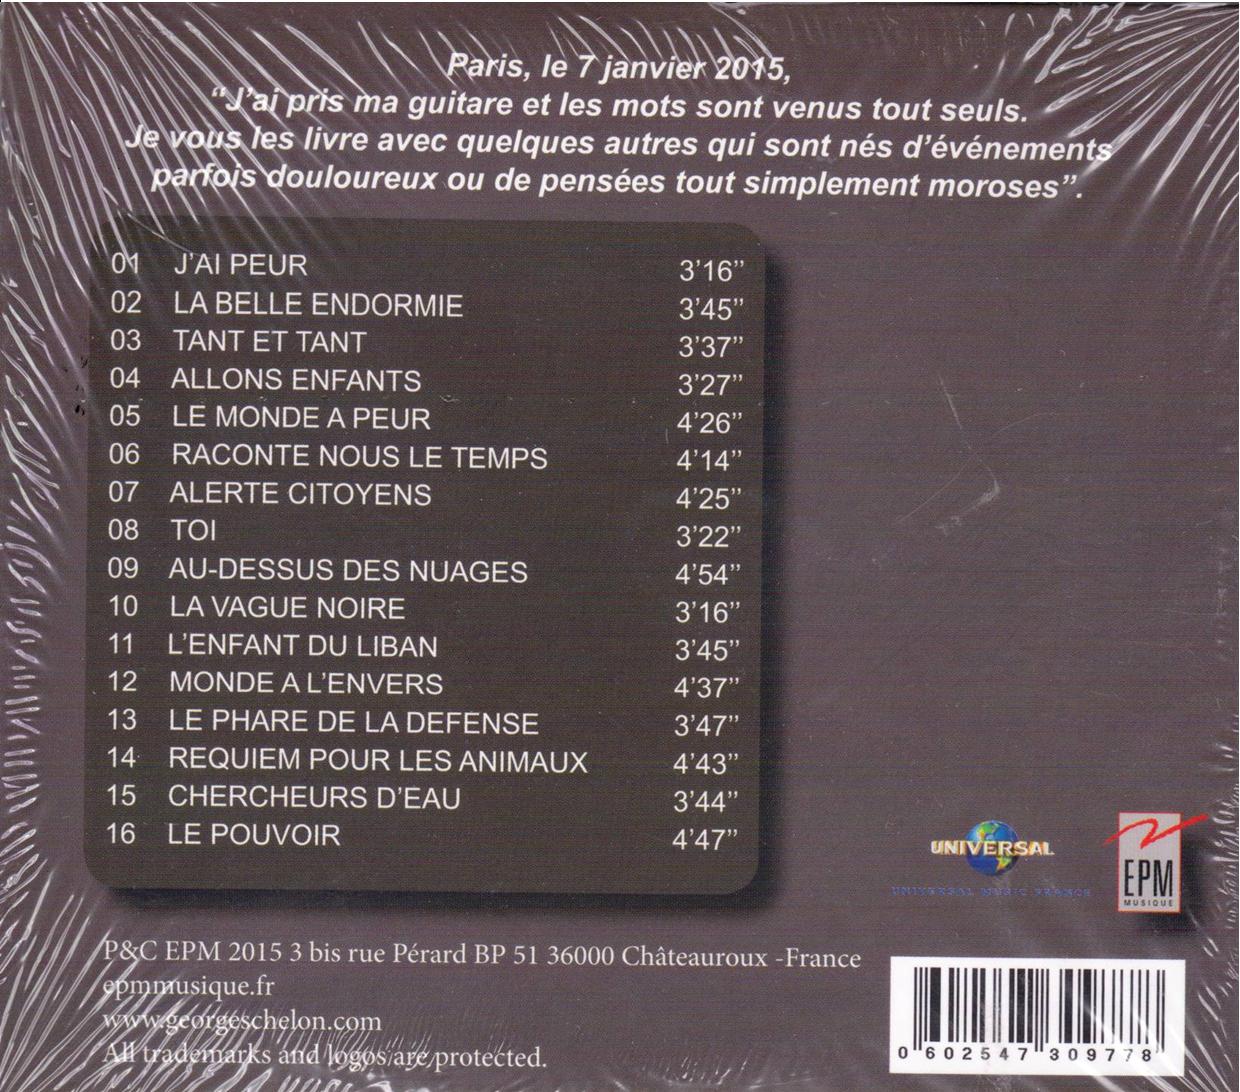 Paris, le 7 janvier 2015,
“J’ai pris ma guitare et les mots sont venus tout seuls.
Je vous les livre avec quelques autres qui sont nés d’événements
parfois douloureux ou de pensées tout simplement moroses”.
01 J’AI PEUR 3’16’’
02 LA BELLE ENDORMIE 3’45’’
03 TANT ET TANT 3’37’’
04 ALLONS ENFANTS 3’27’’
05 LE MONDE A PEUR 4’26’’
06 RACONTE NOUS LE TEMPS 4’14’’
07 ALERTE CITOYENS 4’25’’
08 TOI 3’22’’
09 AU-DESSUS DES NUAGES 4’54’’
10 LA VAGUE NOIRE 3’16’’
11 L’ENFANT DU LIBAN 3’45’’
12 MONDE A L’ENVERS 4’37’’
13 LE PHARE DE LA DEFENSE 3’47’’
14 REQUIEM POUR LES ANIMAUX 4’43’’
15 CHERCHEURS D’EAU 3’44’’
16 LE POUVOIR 4’47’’
UNIVERSAL
UNIVERSAL MUSIC FRANCE
EPM
MUSIQUE
P&C EPM 2015 3 bis rue Pérard BP 51 36000 Châteauroux -France
epmmusique.fr
www.georgeschelon.com
All trademarks and logos are protected.
0 602547 309778